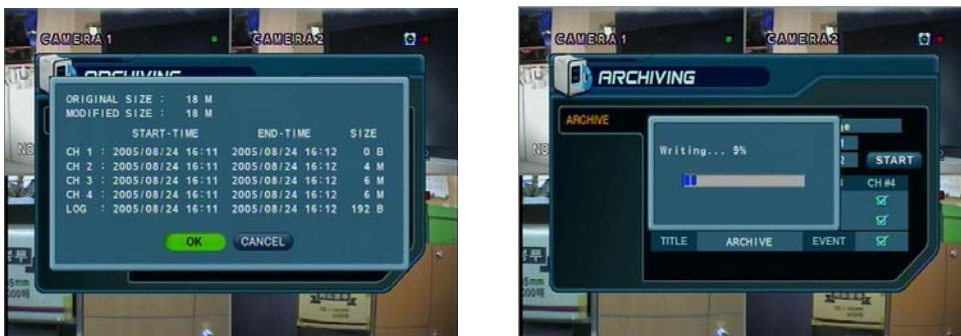 CAMERA1
CAMERA2
ARCHIVING
ORIGINAL SIZE : 18 M
MODIFIED SIZE : 18 M
START-TIME END-TIME SIZE
CH 1 : 2005/08/24 16:11 2005/08/24 16:12 0 B
CH 2 : 2005/08/24 16:11 2005/08/24 16:12 4 M
CH 3 : 2005/08/24 16:11 2005/08/24 16:12 6 M
CH 4 : 2005/08/24 16:11 2005/08/24 16:12 6 M
LOG : 2005/08/24 16:11 2005/08/24 16:12 192 B
OK CANCEL
CAMERA1
CAMERA2
ARCHIVING
ARCHIVE
Writing... 9%
START
CH #4
TITLE ARCHIVE EVENT